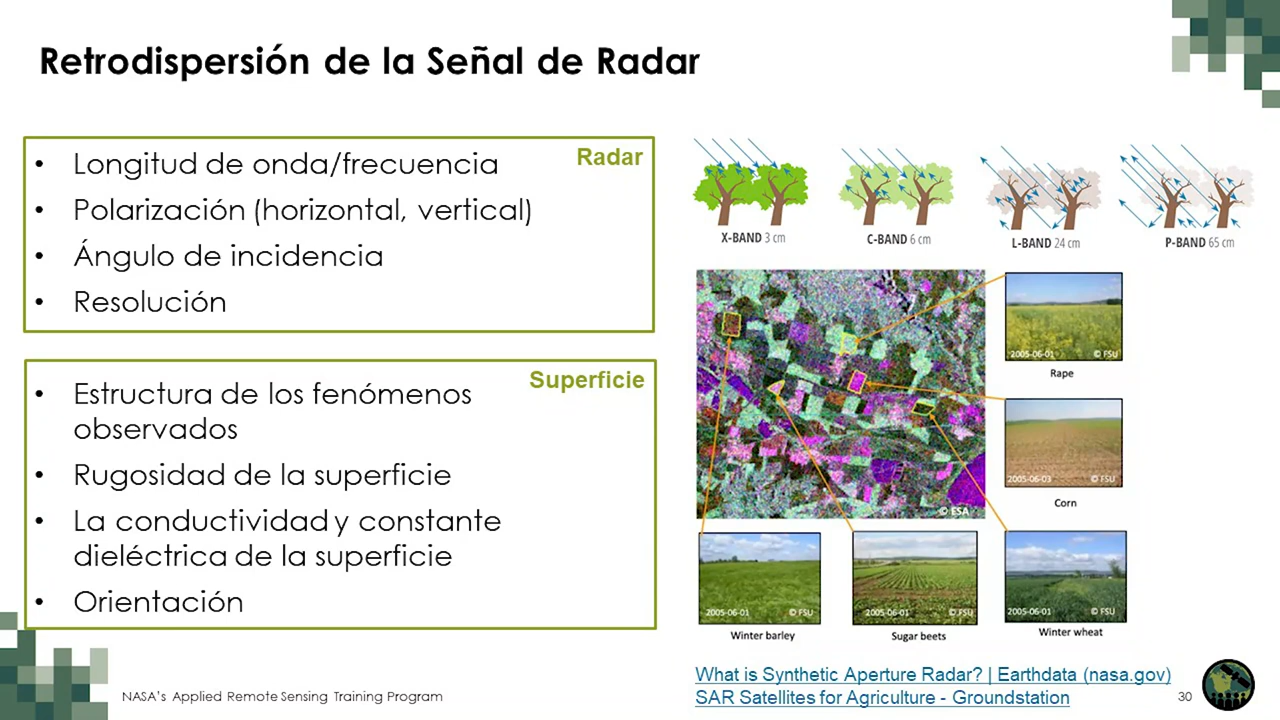 Retrodispersión de la Señal de Radar
Radar
• Longitud de onda/frecuencia
• Polarización (horizontal, vertical)
• Ángulo de incidencia
• Resolución
Superficie
• Estructura de los fenómenos
observados
• Rugosidad de la superficie
• La conductividad y constante
dieléctrica de la superficie
• Orientación
X-BAND 3 cm
C-BAND 6 cm
L-BAND 24 cm
P-BAND 65 cm
© ESA
2005-06-01 © FSU
Rape
2005-06-03 © FSU
Corn
2005-06-01 © FSU
Winter barley
2005-06-01 © FSU
Sugar beets
2005-06-01 © FSU
Winter wheat
What is Synthetic Aperture Radar? | Earthdata (nasa.gov)
SAR Satellites for Agriculture - Groundstation
NASA's Applied Remote Sensing Training Program
30